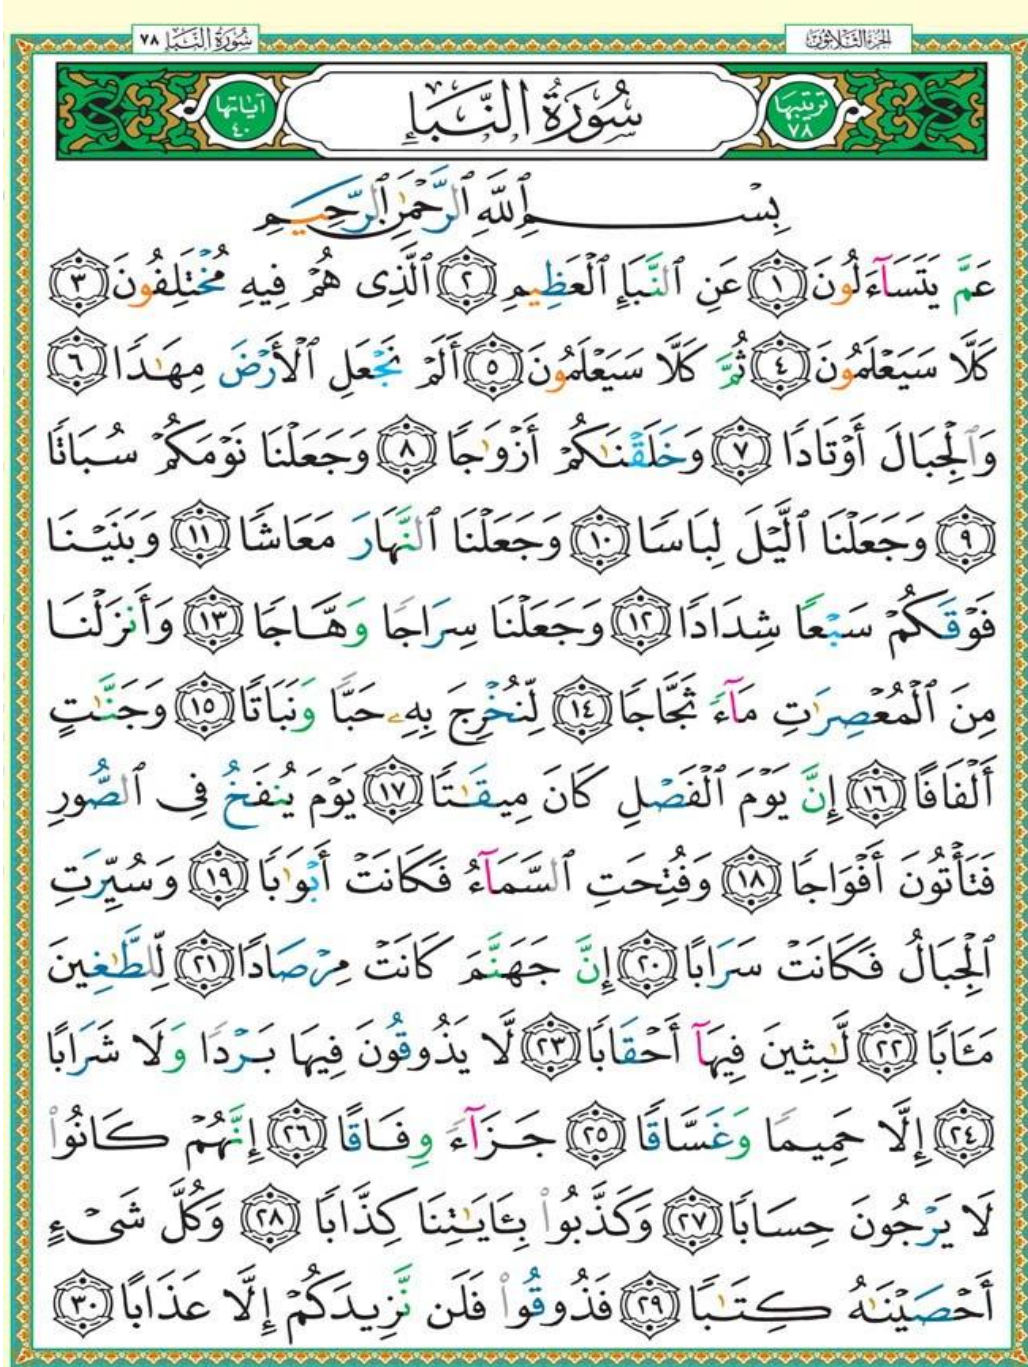 الجزء الثلاثون
سُورَةُ النَّبَإِ ٧٨
تَرْتِيبُهَا ٧٨
سُورَةُ النَّبَإِ
آيَاتُهَا ٤٠
بِسْمِ ٱللَّهِ ٱلرَّحْمَٰنِ ٱلرَّحِيمِ
عَمَّ يَتَسَآءَلُونَ ١ عَنِ ٱلنَّبَإِ ٱلْعَظِيمِ ٢ ٱلَّذِى هُمْ فِيهِ مُخْتَلِفُونَ ٣
كَلَّا سَيَعْلَمُونَ ٤ ثُمَّ كَلَّا سَيَعْلَمُونَ ٥ أَلَمْ نَجْعَلِ ٱلْأَرْضَ مِهَٰدًا ٦
وَٱلْجِبَالَ أَوْتَادًا ٧ وَخَلَقْنَٰكُمْ أَزْوَٰجًا ٨ وَجَعَلْنَا نَوْمَكُمْ سُبَاتًا
٩ وَجَعَلْنَا ٱلَّيْلَ لِبَاسًا ١٠ وَجَعَلْنَا ٱلنَّهَارَ مَعَاشًا ١١ وَبَنَيْنَا
فَوْقَكُمْ سَبْعًا شِدَادًا ١٢ وَجَعَلْنَا سِرَاجًا وَهَّاجًا ١٣ وَأَنزَلْنَا
مِنَ ٱلْمُعْصِرَٰتِ مَآءً ثَجَّاجًا ١٤ لِّنُخْرِجَ بِهِۦ حَبًّا وَنَبَاتًا ١٥ وَجَنَّٰتٍ
أَلْفَافًا ١٦ إِنَّ يَوْمَ ٱلْفَصْلِ كَانَ مِيقَٰتًا ١٧ يَوْمَ يُنفَخُ فِى ٱلصُّورِ
فَتَأْتُونَ أَفْوَاجًا ١٨ وَفُتِحَتِ ٱلسَّمَآءُ فَكَانَتْ أَبْوَٰبًا ١٩ وَسُيِّرَتِ
ٱلْجِبَالُ فَكَانَتْ سَرَابًا ٢٠ إِنَّ جَهَنَّمَ كَانَتْ مِرْصَادًا ٢١ لِّلطَّٰغِينَ
مَـَٔابًا ٢٢ لَّٰبِثِينَ فِيهَآ أَحْقَابًا ٢٣ لَّا يَذُوقُونَ فِيهَا بَرْدًا وَلَا شَرَابًا
٢٤ إِلَّا حَمِيمًا وَغَسَّاقًا ٢٥ جَزَآءً وِفَاقًا ٢٦ إِنَّهُمْ كَانُوا۟
لَا يَرْجُونَ حِسَابًا ٢٧ وَكَذَّبُوا۟ بِـَٔايَٰتِنَا كِذَّابًا ٢٨ وَكُلَّ شَىْءٍ
أَحْصَيْنَٰهُ كِتَٰبًا ٢٩ فَذُوقُوا۟ فَلَن نَّزِيدَكُمْ إِلَّا عَذَابًا ٣٠